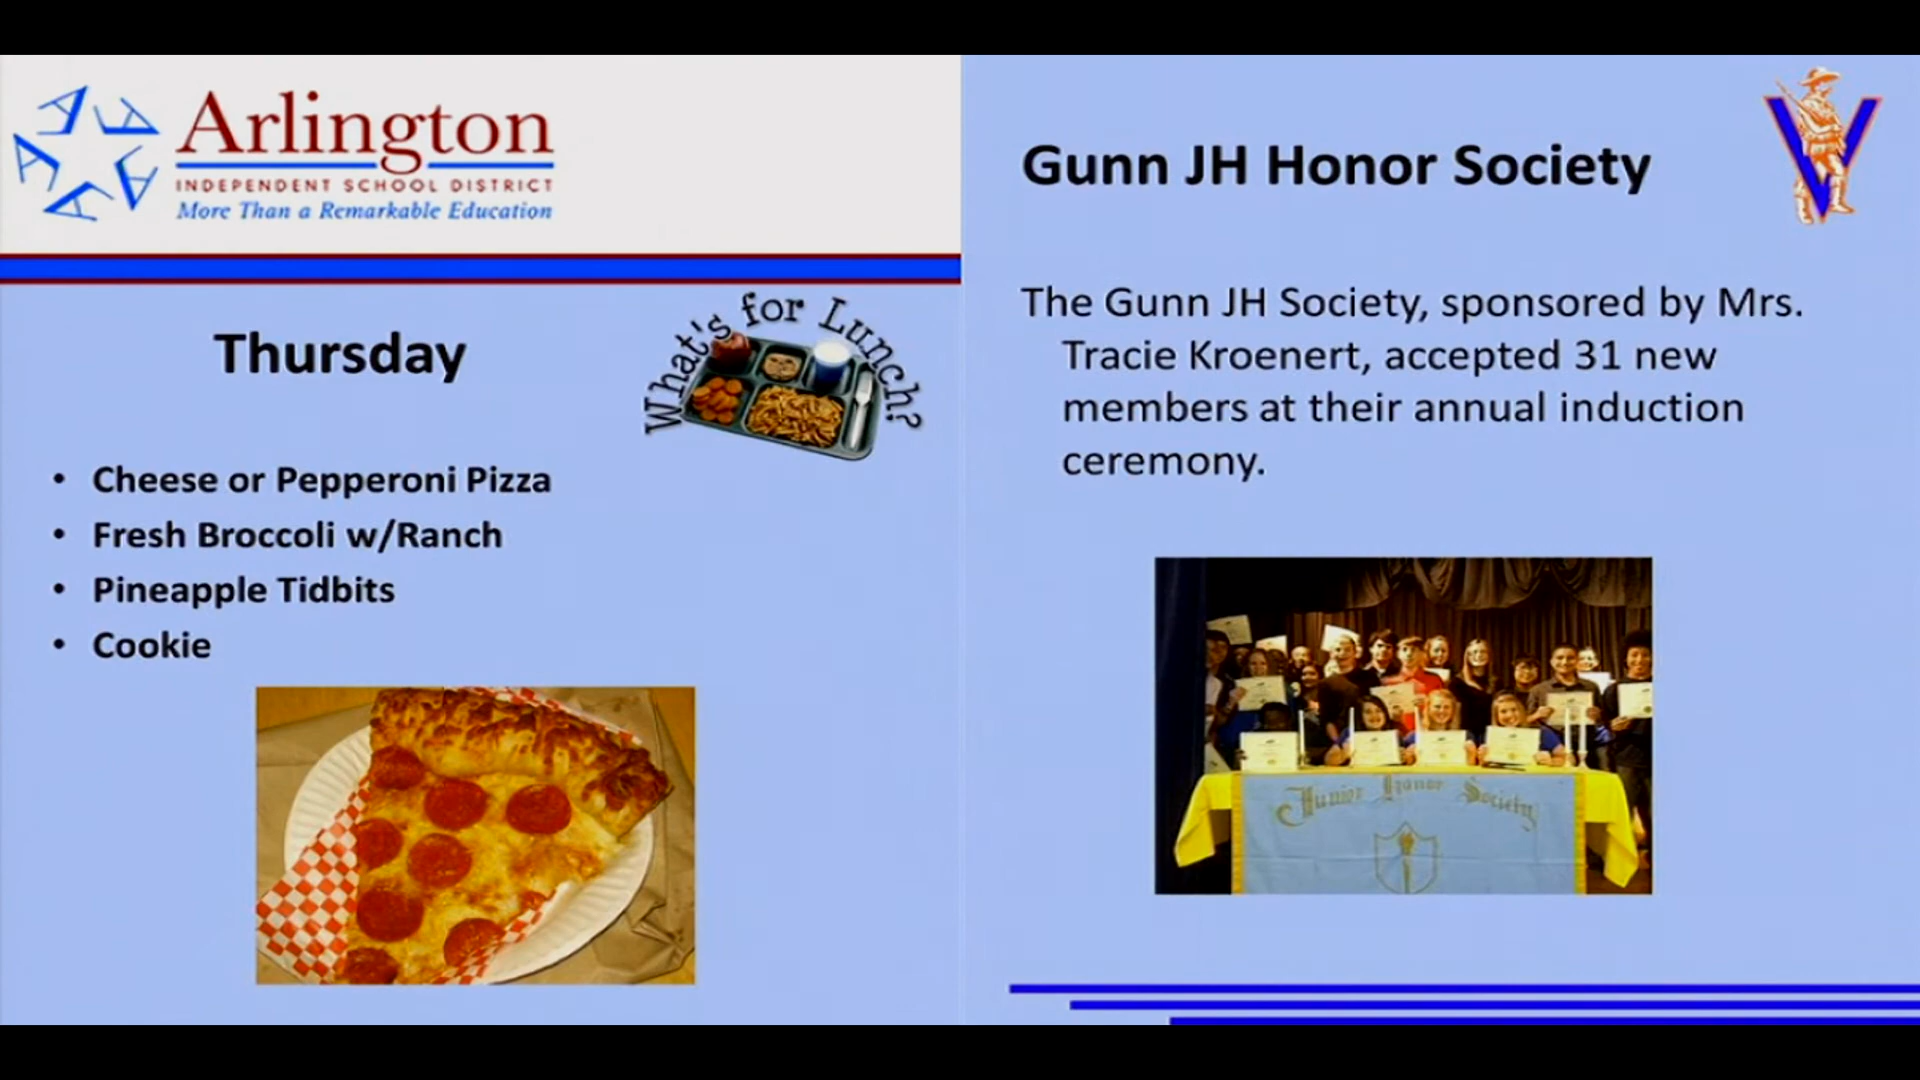 Arlington
INDEPENDENT SCHOOL DISTRICT
More Than a Remarkable Education
Thursday
What's for Lunch?
• Cheese or Pepperoni Pizza
• Fresh Broccoli w/Ranch
• Pineapple Tidbits
• Cookie
Gunn JH Honor Society
V
The Gunn JH Society, sponsored by Mrs.
Tracie Kroenert, accepted 31 new
members at their annual induction
ceremony.
Junior Honor Society